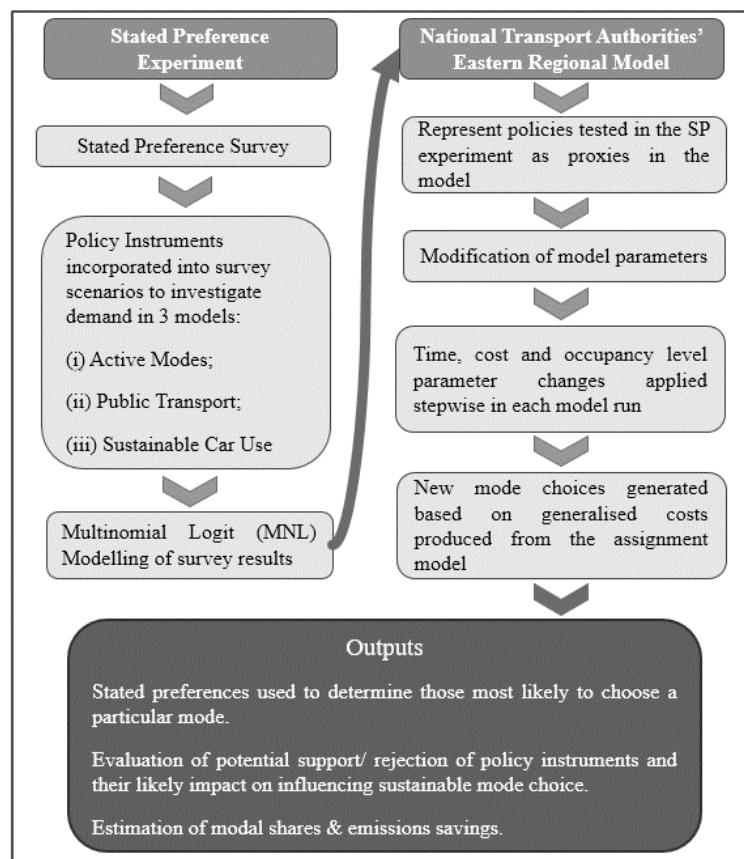 Stated Preference
Experiment
Stated Preference Survey
Policy Instruments
incorporated into survey
scenarios to investigate
demand in 3 models:
(i) Active Modes;
(ii) Public Transport;
(iii) Sustainable Car Use
Multinomial Logit (MNL)
Modelling of survey results
National Transport Authorities’
Eastern Regional Model
Represent policies tested in the SP
experiment as proxies in the
model
Modification of model parameters
Time, cost and occupancy level
parameter changes applied
stepwise in each model run
New mode choices generated
based on generalised costs
produced from the assignment
model
Outputs
Stated preferences used to determine those most likely to choose a
particular mode.
Evaluation of potential support/ rejection of policy instruments and
their likely impact on influencing sustainable mode choice.
Estimation of modal shares & emissions savings.